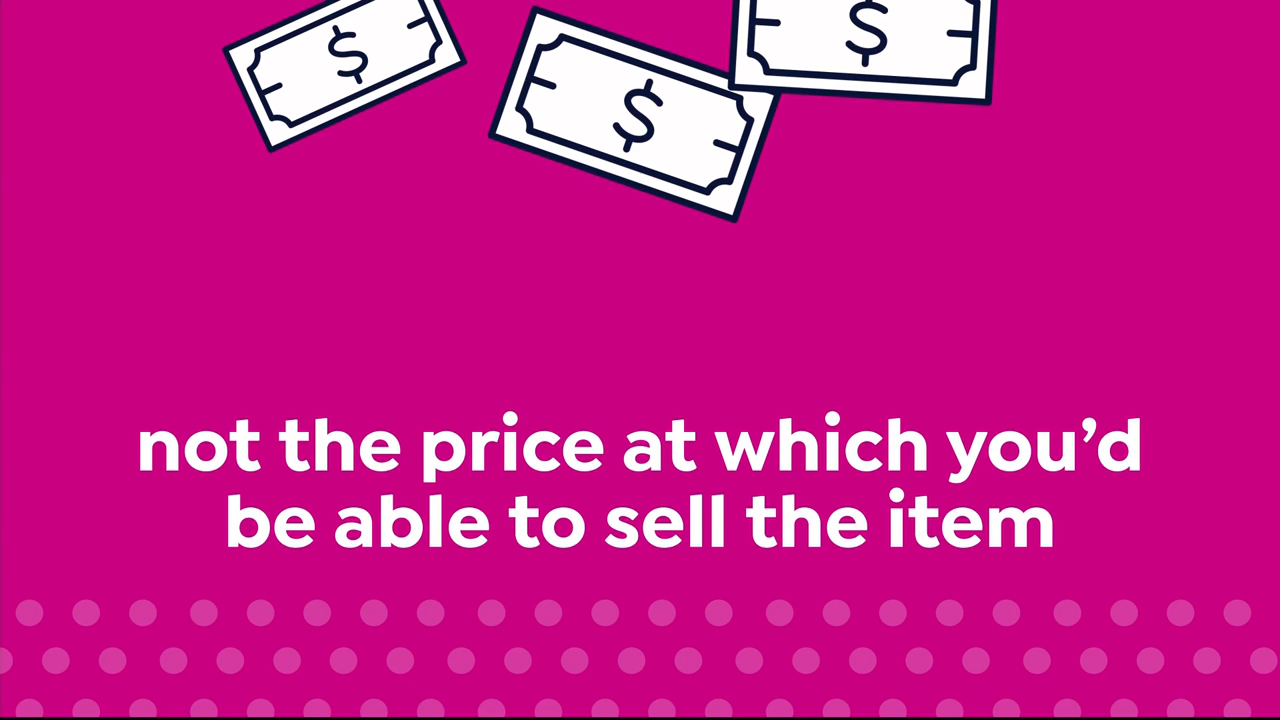 $
$
$
not the price at which you’d
be able to sell the item